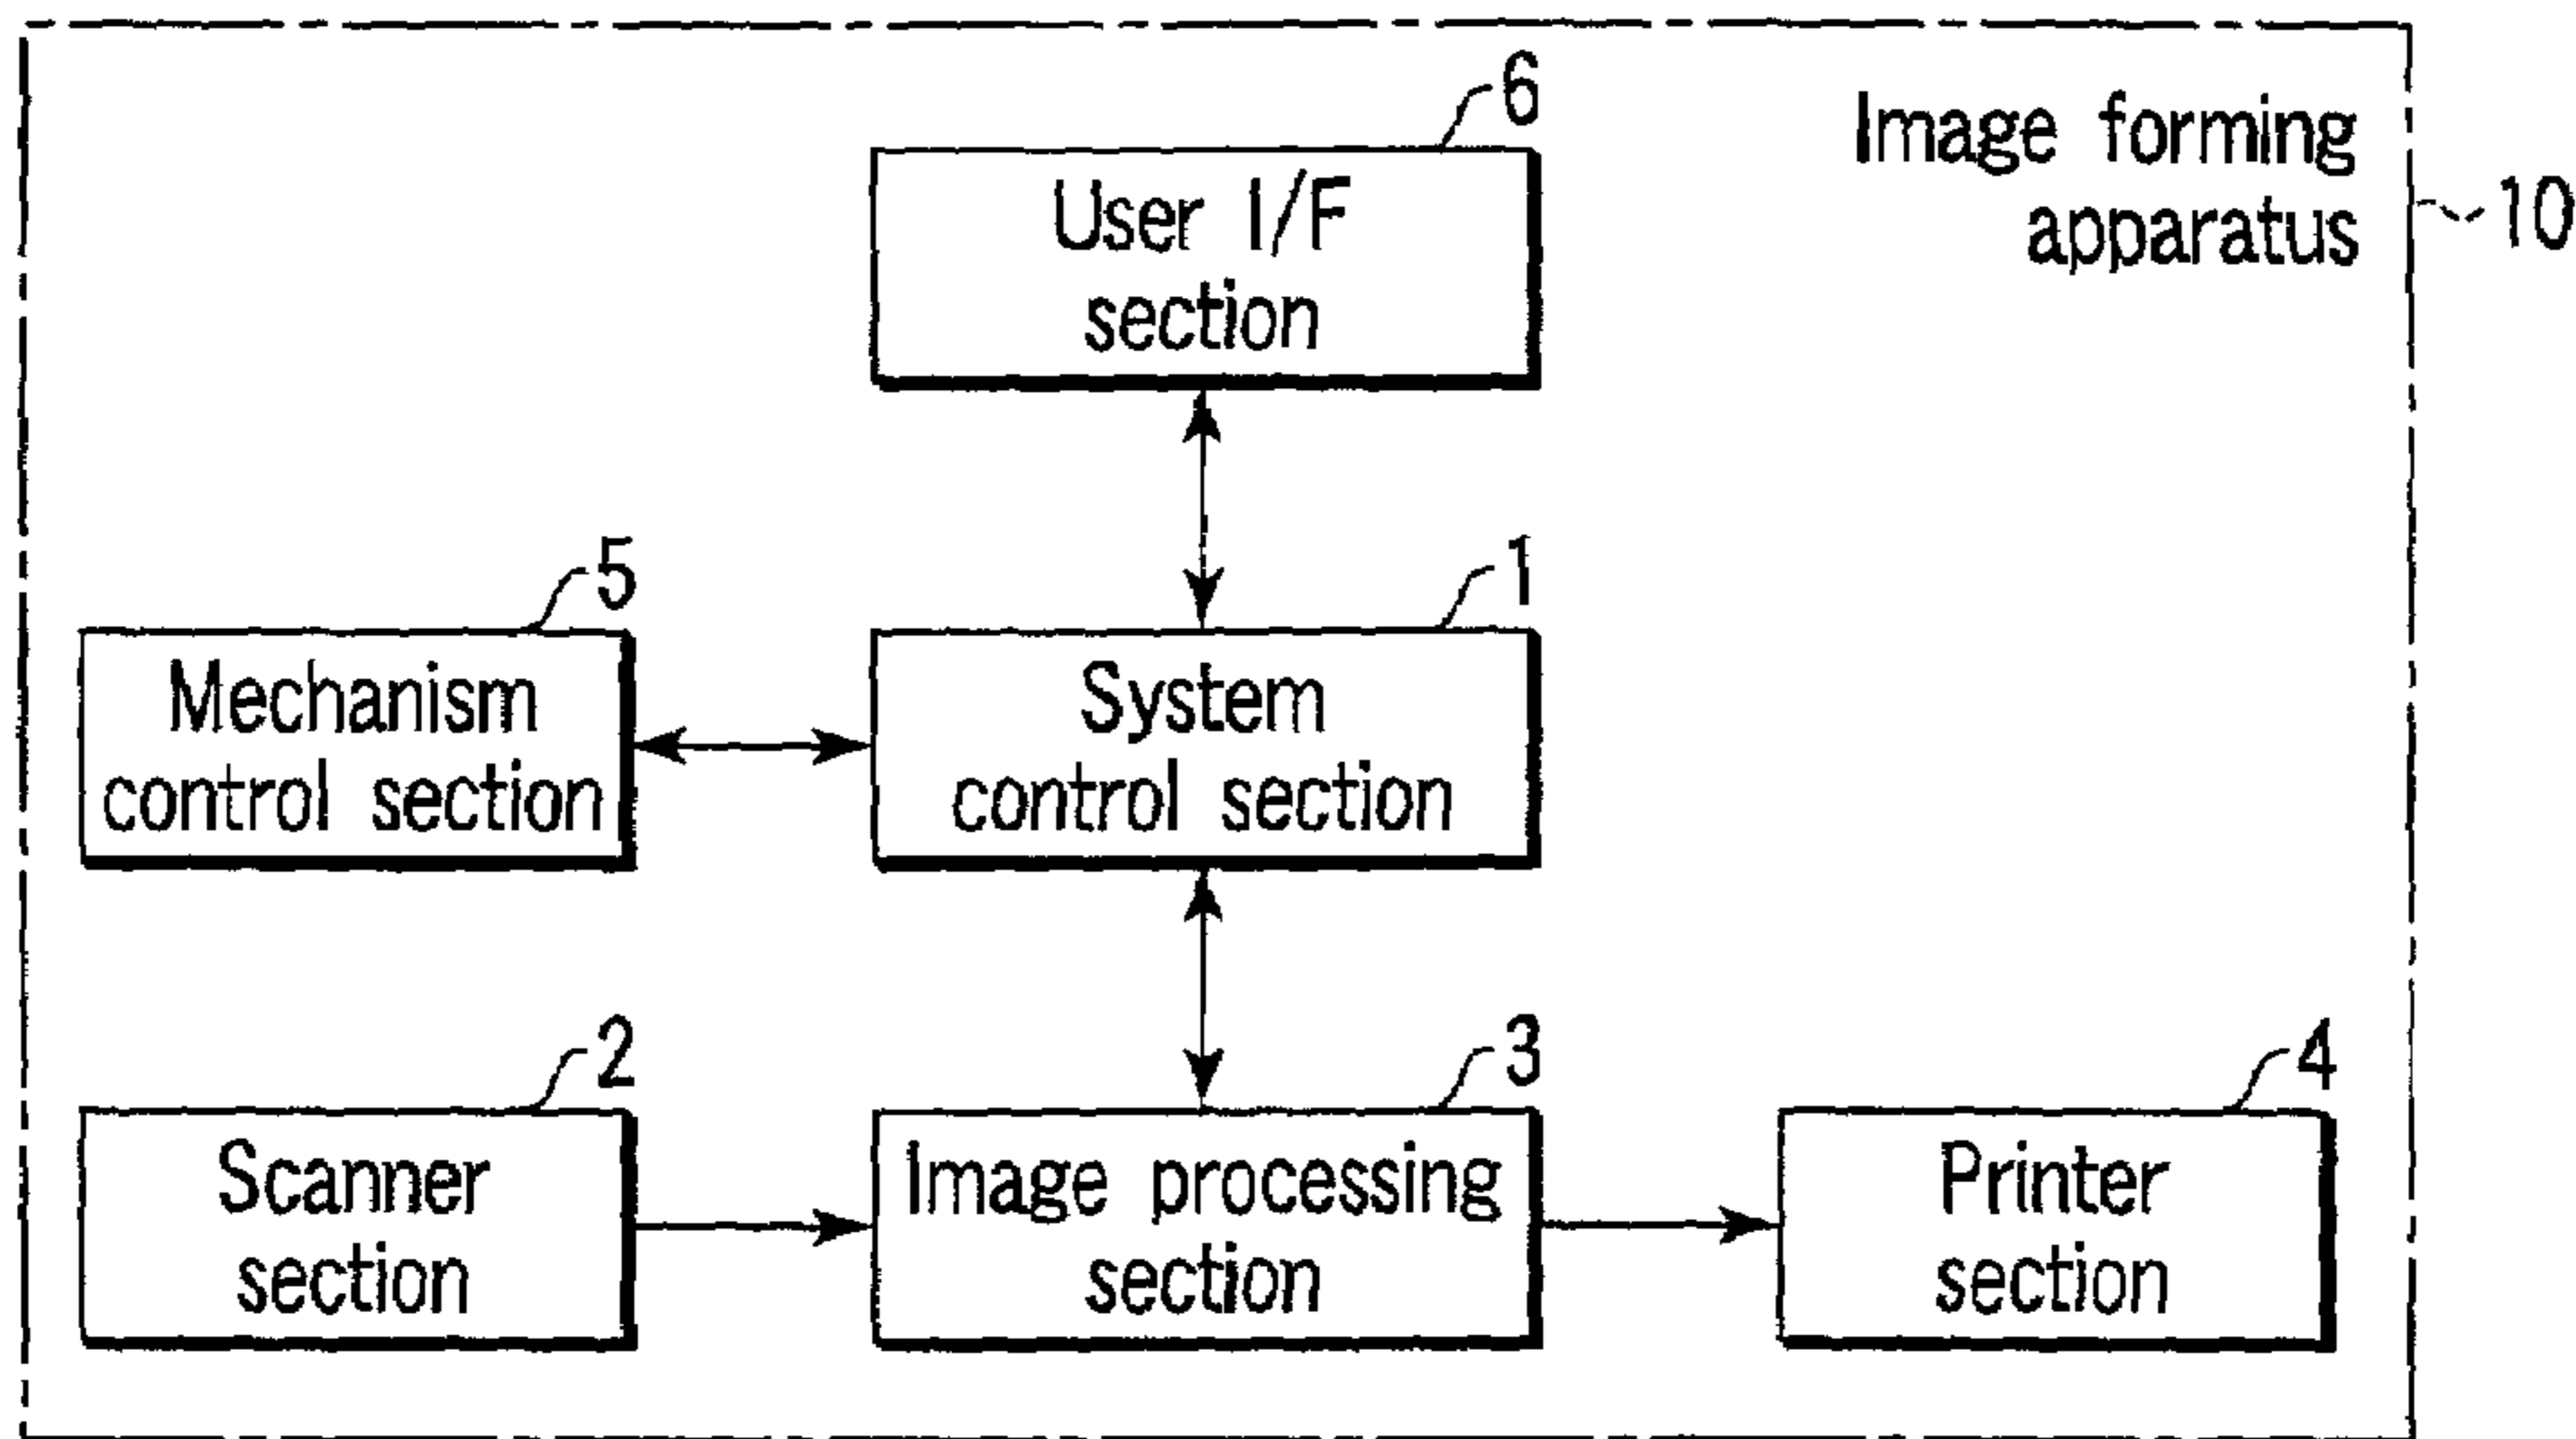 6
Image forming
apparatus
10
User I/F
section
5
1
Mechanism
control section
System
control section
2
3
4
Scanner
section
Image processing
section
Printer
section